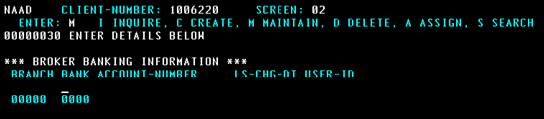 NAAD    CLIENT-NUMBER: 1006220     SCREEN: 02
  ENTER: M   I INQUIRE, C CREATE, M MAINTAIN, D DELETE, A ASSIGN, S SEARCH
00000030 ENTER DETAILS BELOW
*** BROKER BANKING INFORMATION ***
 BRANCH BANK ACCOUNT-NUMBER     LS-CHG-DT USER-ID
 00000  0000